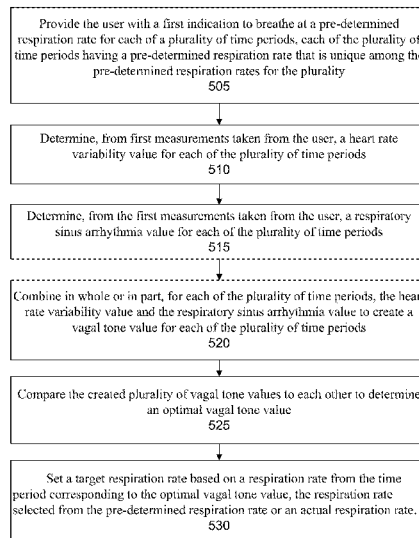 Provide the user with a first indication to breathe at a pre-determined
respiration rate for each of a plurality of time periods, each of the plurality of
time periods having a pre-determined respiration rate that is unique among the
pre-determined respiration rates for the plurality
505
Determine, from first measurements taken from the user, a heart rate
variability value for each of the plurality of time periods
510
Determine, from the first measurements taken from the user, a respiratory
sinus arrhythmia value for each of the plurality of time periods
515
Combine in whole or in part, for each of the plurality of time periods, the hear
rate variability value and the respiratory sinus arrhythmia value to create a
vagal tone value for each of the plurality of time periods
520
Compare the created plurality of vagal tone values to each other to determine
an optimal vagal tone value
525
Set a target respiration rate based on a respiration rate from the time
period corresponding to the optimal vagal tone value, the respiration rate
selected from the pre-determined respiration rate or an actual respiration rate.
530